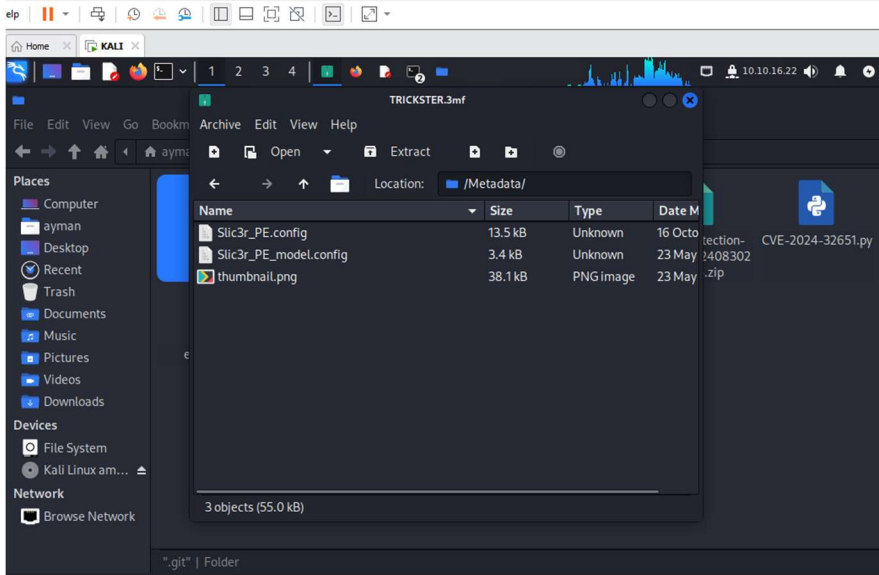 elp
Home
KALI
1 2 3 4
10.10.16.22
TRICKSTER.3mf
File Edit View Go Bookm
Archive Edit View Help
Open
Extract
ayma
Location: /Metadata/
Places
Computer
ayman
Desktop
Recent
Trash
Documents
Music
Pictures
Videos
Downloads
Devices
File System
Kali Linux am...
Network
Browse Network
Name Size Type Date M
Slic3r_PE.config 13.5 kB Unknown 16 Octo
Slic3r_PE_model.config 3.4 kB Unknown 23 May
thumbnail.png 38.1 kB PNG image 23 May
3 objects (55.0 kB)
e
tection-
2408302
.zip
CVE-2024-32651.py
".git" | Folder